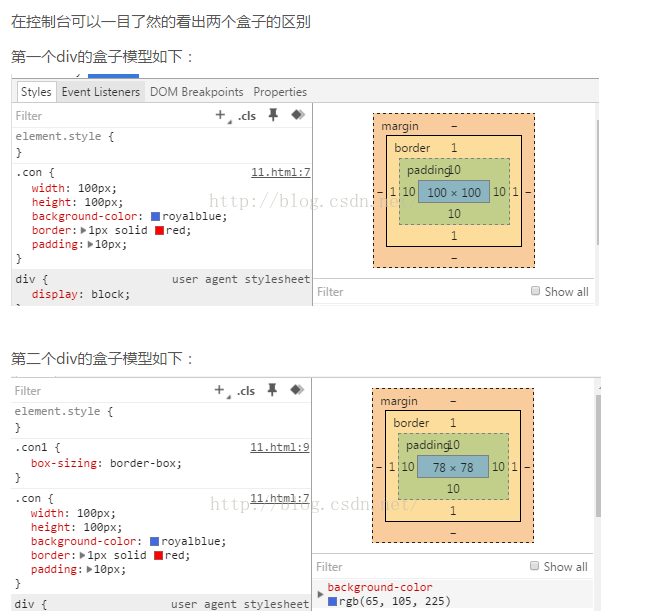 在控制台可以一目了然的看出两个盒子的区别
第一个div的盒子模型如下：
Styles Event Listeners DOM Breakpoints Properties
Filter + .cls
element.style {
}
.con { 11.html:7
width: 100px;
height: 100px;
background-color: royalblue;
border: 1px solid red;
padding: 10px;
}
div { user agent stylesheet
display: block;
margin –
border 1
padding 10
– 1 10 100 × 100 10 1 –
10
1
–
Filter Show all
http://blog.csdn.net/
第二个div的盒子模型如下：
Filter + .cls
element.style {
}
.con1 { 11.html:9
box-sizing: border-box;
}
.con { 11.html:7
width: 100px;
height: 100px;
background-color: royalblue;
border: 1px solid red;
padding: 10px;
}
div { user agent stylesheet
margin –
border 1
padding 10
– 1 10 78 × 78 10 1 –
10
1
–
Filter Show all
background-color
rgb(65, 105, 225)
http://blog.csdn.net/